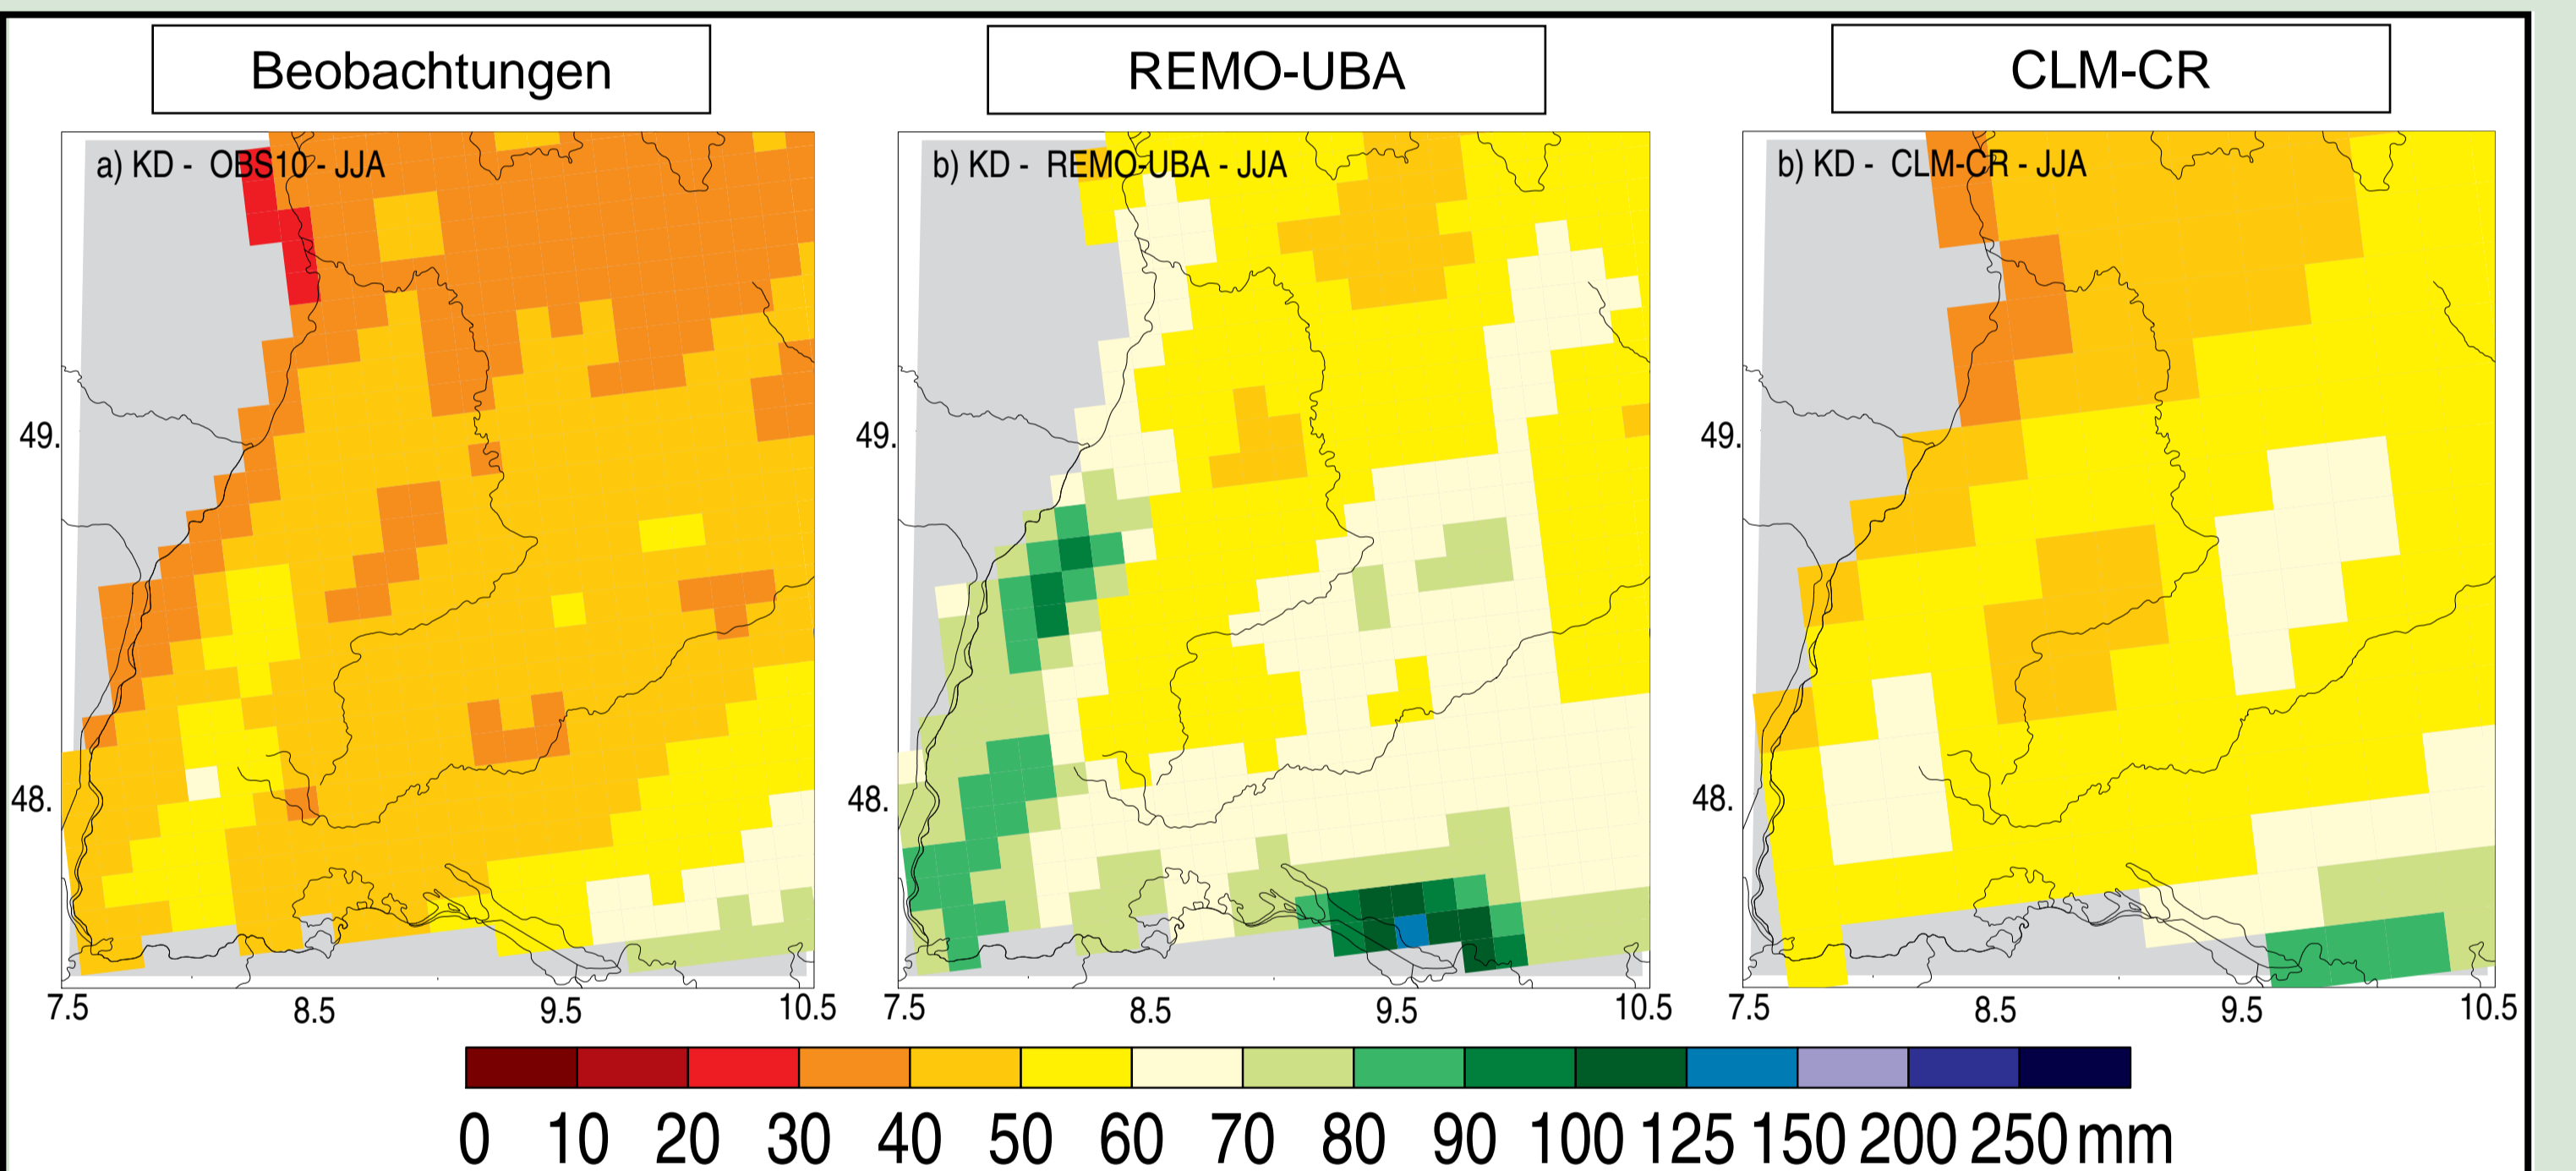 Beobachtungen
REMO-UBA
CLM-CR
a) KD - OBS10 - JJA
b) KD - REMO-UBA - JJA
b) KD - CLM-CR - JJA
49.
49.
49.
48.
48.
48.
7.5 8.5 9.5 10.5
7.5 8.5 9.5 10.5
7.5 8.5 9.5 10.5
0 10 20 30 40 50 60 70 80 90 100 125 150 200 250 mm